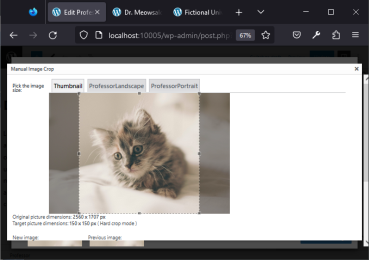 Edit Profe
Dr. Meowsal
Fictional Uni
localhost:10005/wp-admin/post.php
67%
Manual Image Crop
Pick the image size:
Thumbnail
ProfessorLandscape
ProfessorPortrait
Original picture dimensions: 2560 x 1707 px
Target picture dimensions: 150 x 150 px ( Hard crop mode )
New image:
Previous image: